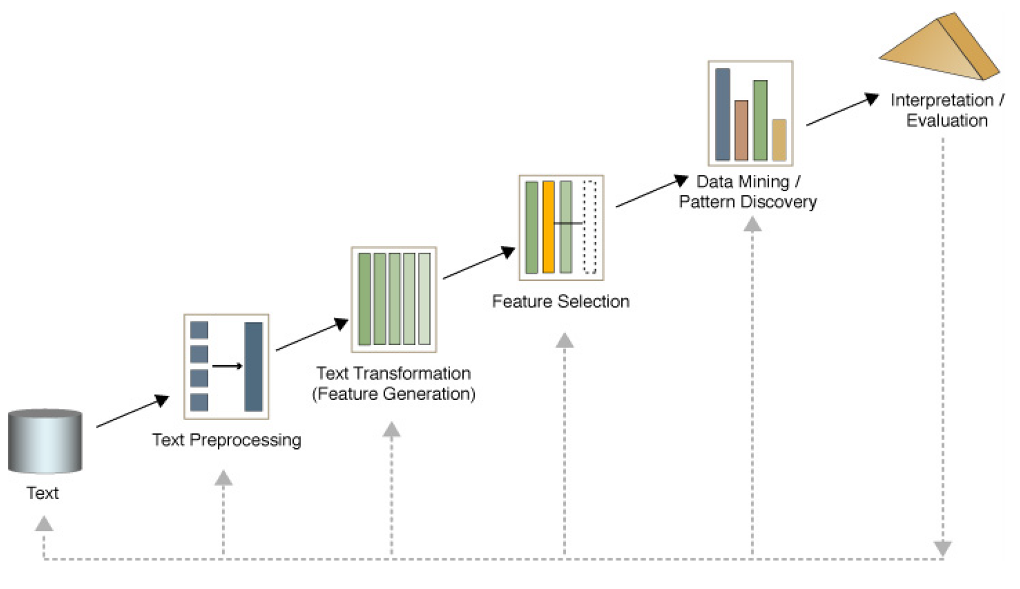 Interpretation /
Evaluation
Data Mining /
Pattern Discovery
Feature Selection
Text Transformation
(Feature Generation)
Text Preprocessing
Text